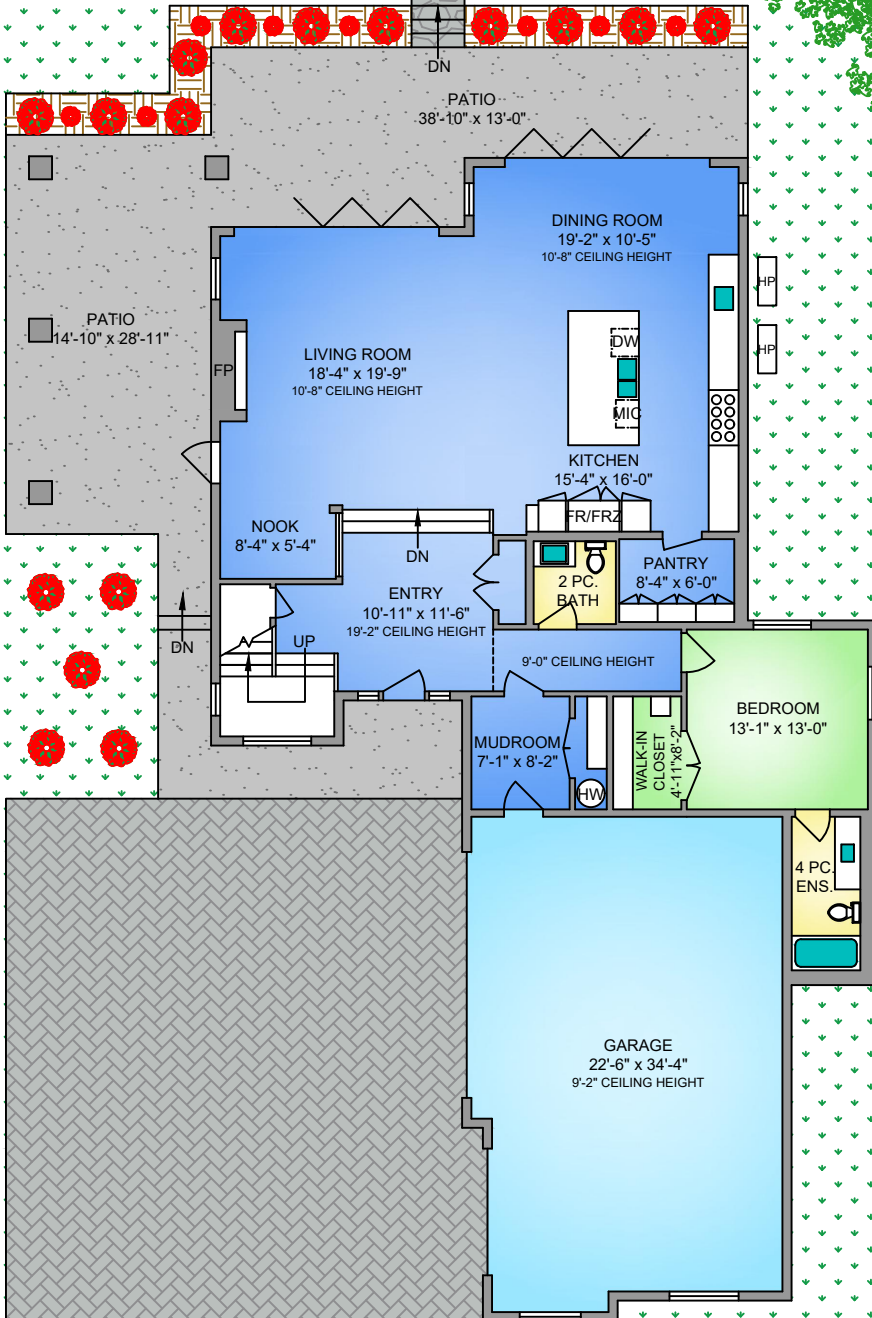 DN
PATIO
38'-10" x 13'-0"
DINING ROOM
19'-2" x 10'-5"
10'-8" CEILING HEIGHT
HP
HP
PATIO
14'-10" x 28'-11"
FP
LIVING ROOM
18'-4" x 19'-9"
10'-8" CEILING HEIGHT
DW
MIC
KITCHEN
15'-4" x 16'-0"
FR/FRZ
NOOK
8'-4" x 5'-4"
DN
ENTRY
10'-11" x 11'-6"
19'-2" CEILING HEIGHT
2 PC.
BATH
PANTRY
8'-4" x 6'-0"
DN
UP
9'-0" CEILING HEIGHT
BEDROOM
13'-1" x 13'-0"
MUDROOM
7'-1" x 8'-2"
HW
WALK-IN
CLOSET
4'-11"x8'-2"
4 PC.
ENS.
GARAGE
22'-6" x 34'-4"
9'-2" CEILING HEIGHT